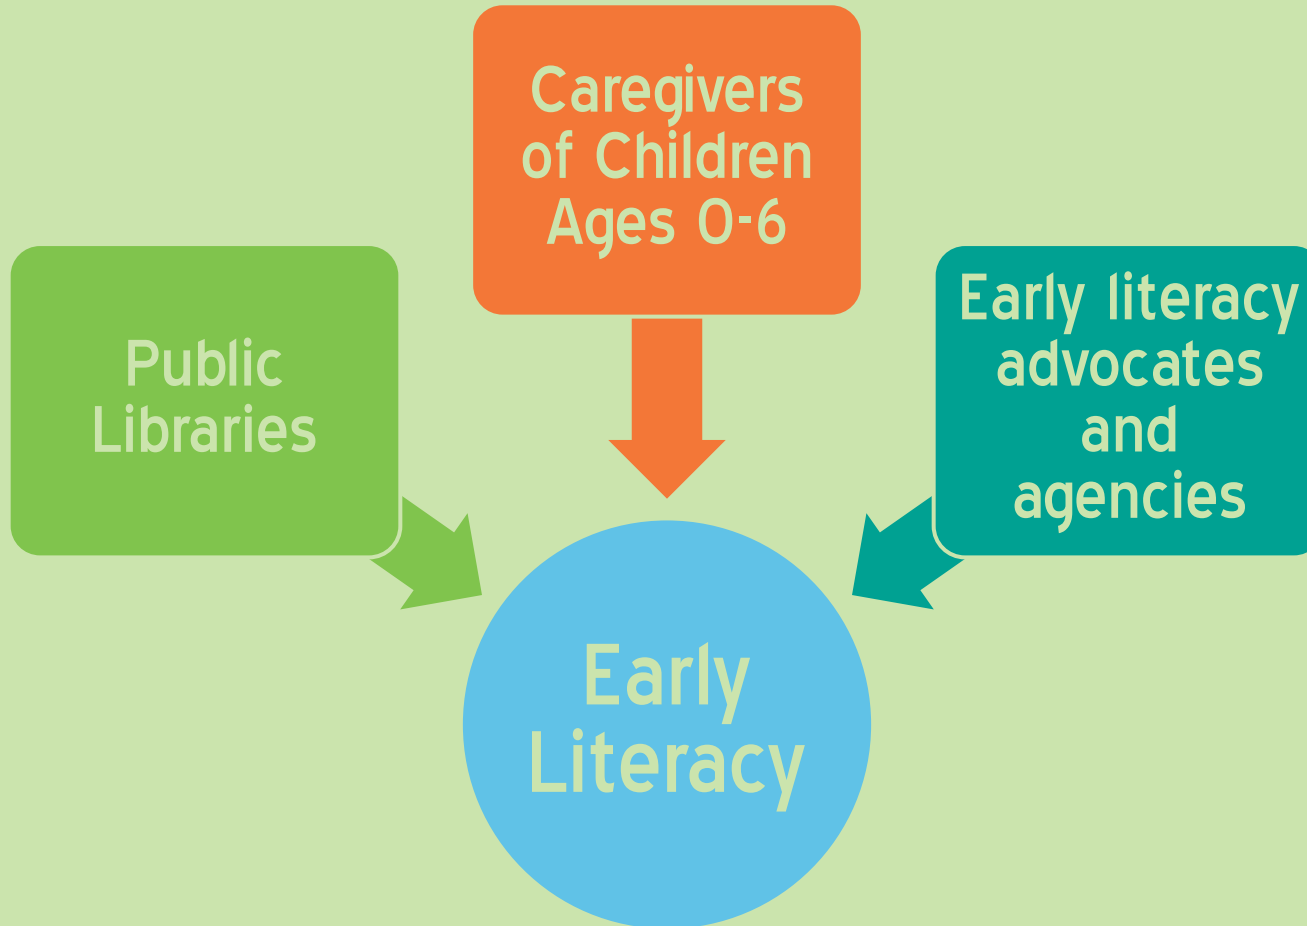 Caregivers
of Children
Ages 0-6
Public
Libraries
Early literacy
advocates
and
agencies
Early
Literacy